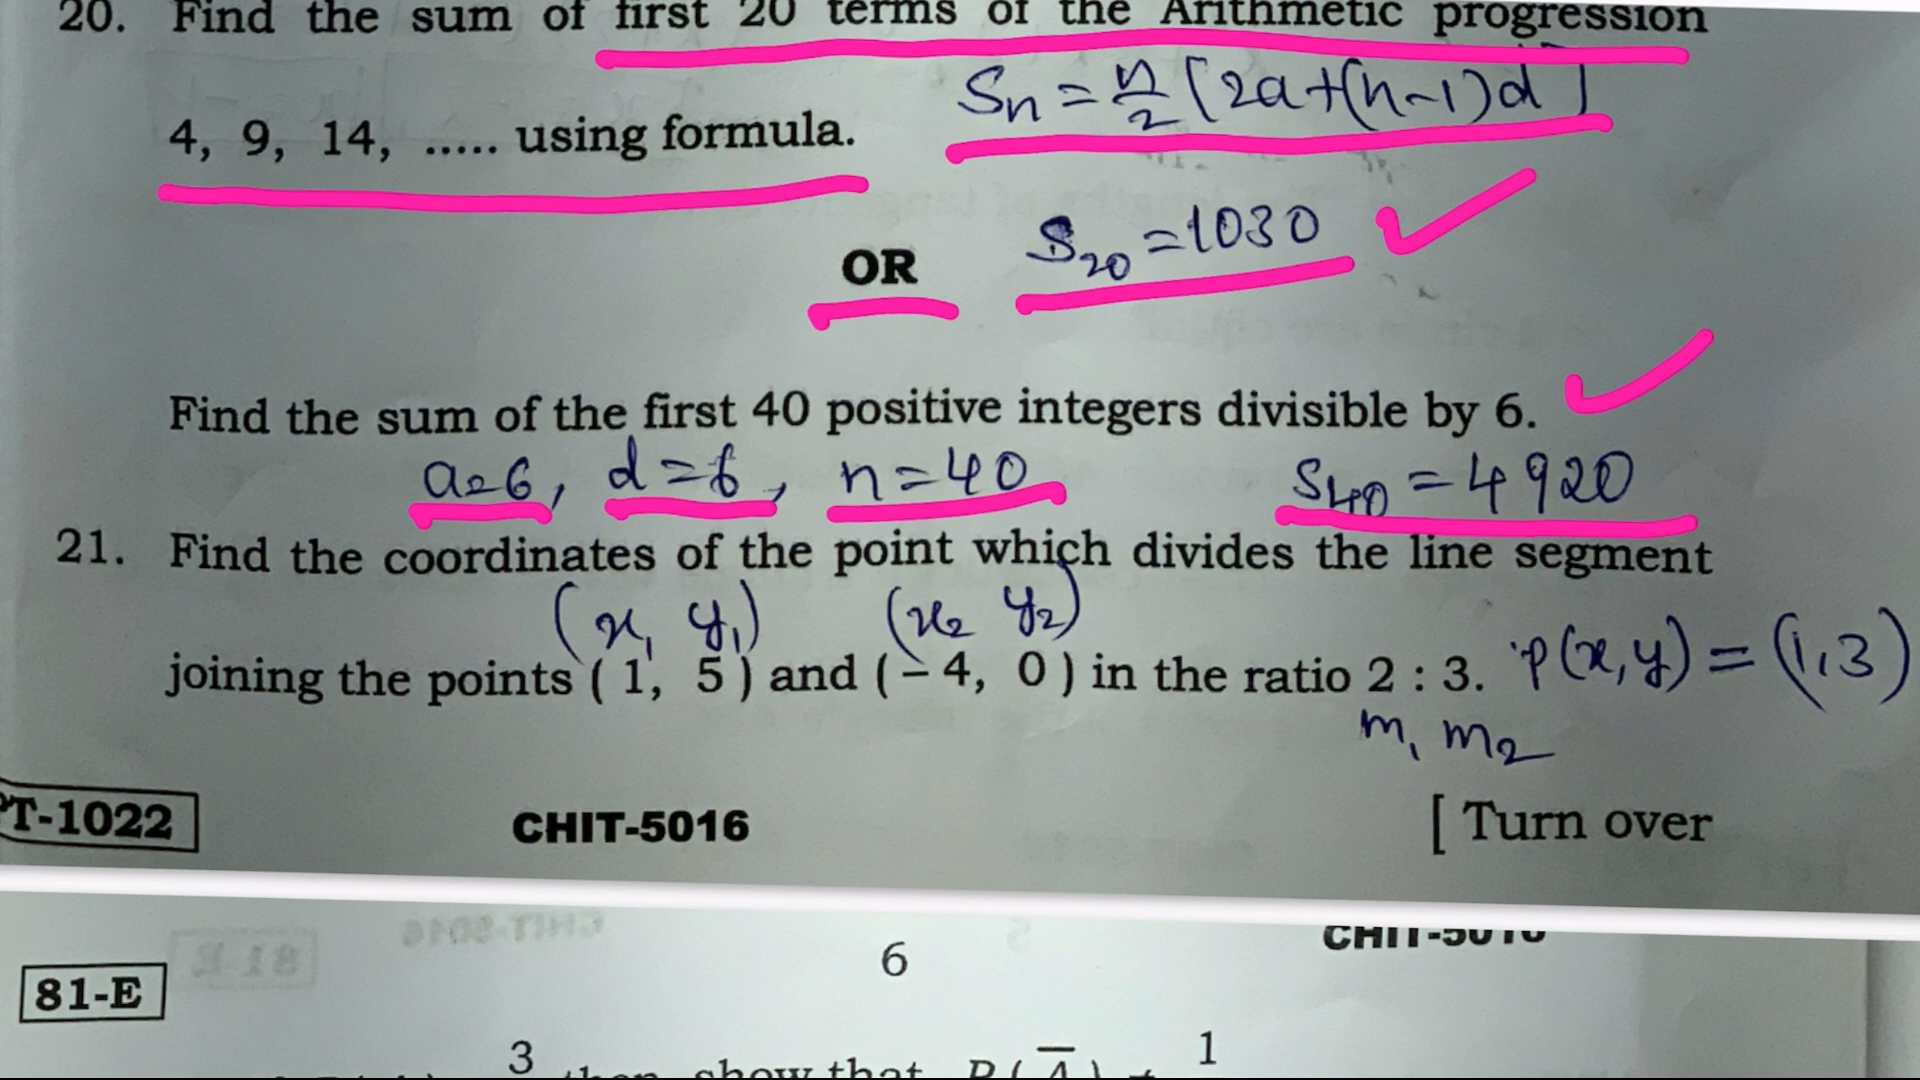 20. Find the sum of first 20 terms of the Arithmetic progression
Sn = n/2 [2a+(n-1)d]
4, 9, 14, ..... using formula.
S20 = 1030
OR
Find the sum of the first 40 positive integers divisible by 6.
a=6, d=6, n=40 S40 = 4920
21. Find the coordinates of the point which divides the line segment
(x1 y1) (x2 y2)
joining the points ( 1, 5 ) and ( – 4, 0 ) in the ratio 2 : 3. P(x,y) = (1,3)
m1 m2
PT-1022 CHIT-5016 [ Turn over
81-E 6 CHIT-5016
3 then show that 1